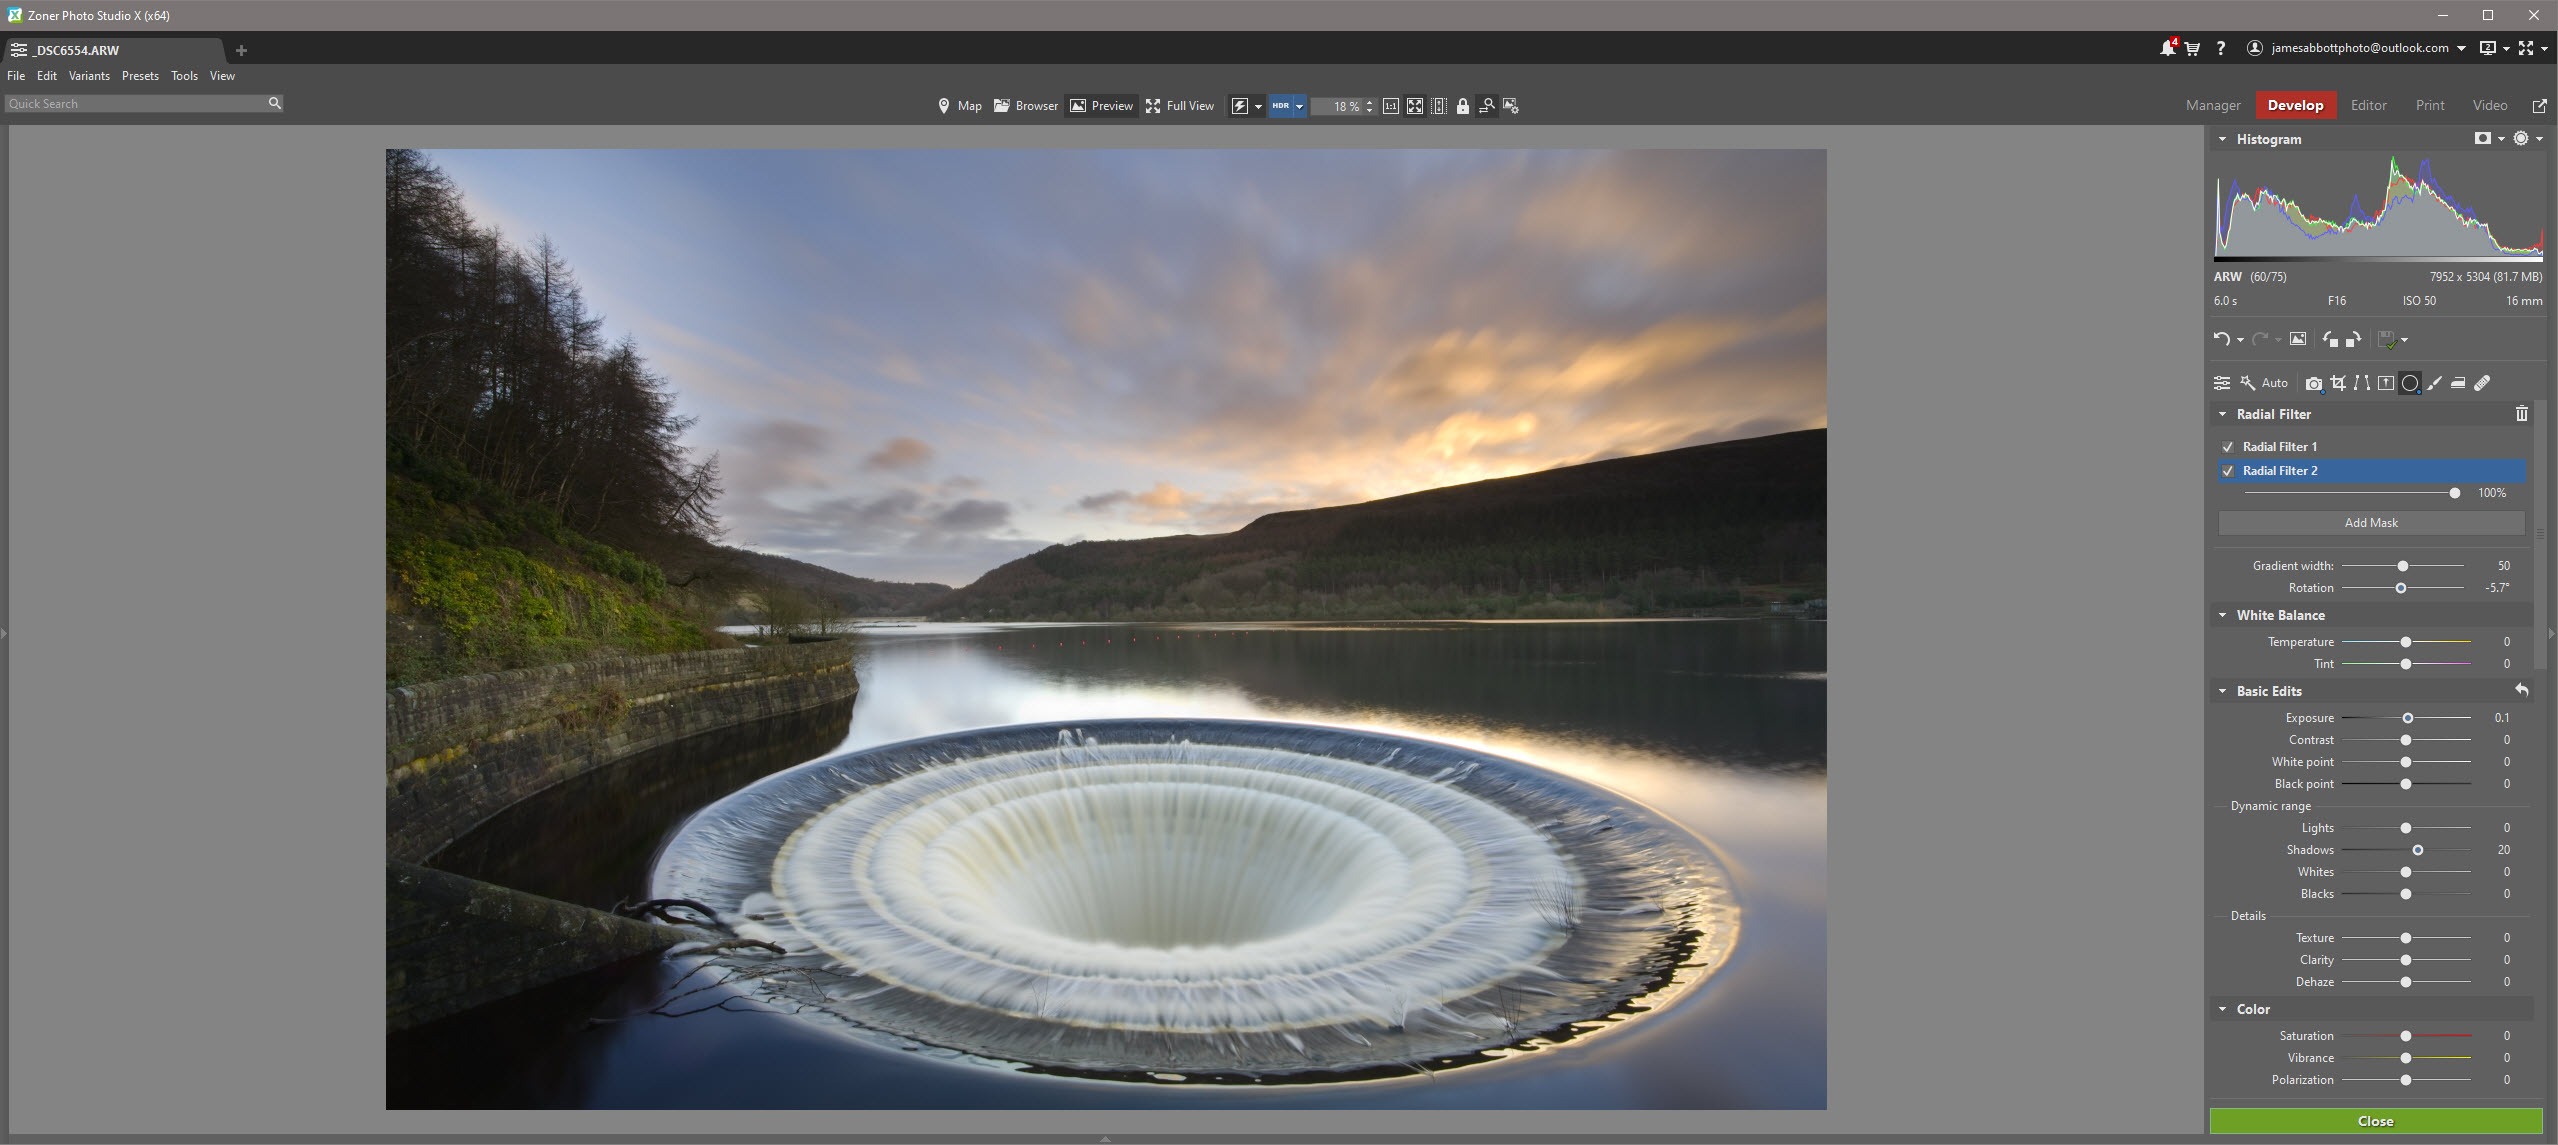 Zoner Photo Studio X (x64)
_DSC6554.ARW
4
jamesabbottphoto@outlook.com
File Edit Variants Presets Tools View
Quick Search
Map Browser Preview Full View HDR 18 % 1:1
Manager Develop Editor Print Video
Histogram
ARW (60/75) 7952 x 5304 (81.7 MB)
6.0 s F16 ISO 50 16 mm
Auto
Radial Filter
Radial Filter 1
Radial Filter 2
100%
Add Mask
Gradient width: 50
Rotation -5.7°
White Balance
Temperature 0
Tint 0
Basic Edits
Exposure 0.1
Contrast 0
White point 0
Black point 0
Dynamic range
Lights 0
Shadows 20
Whites 0
Blacks 0
Details
Texture 0
Clarity 0
Dehaze 0
Color
Saturation 0
Vibrance 0
Polarization 0
Close